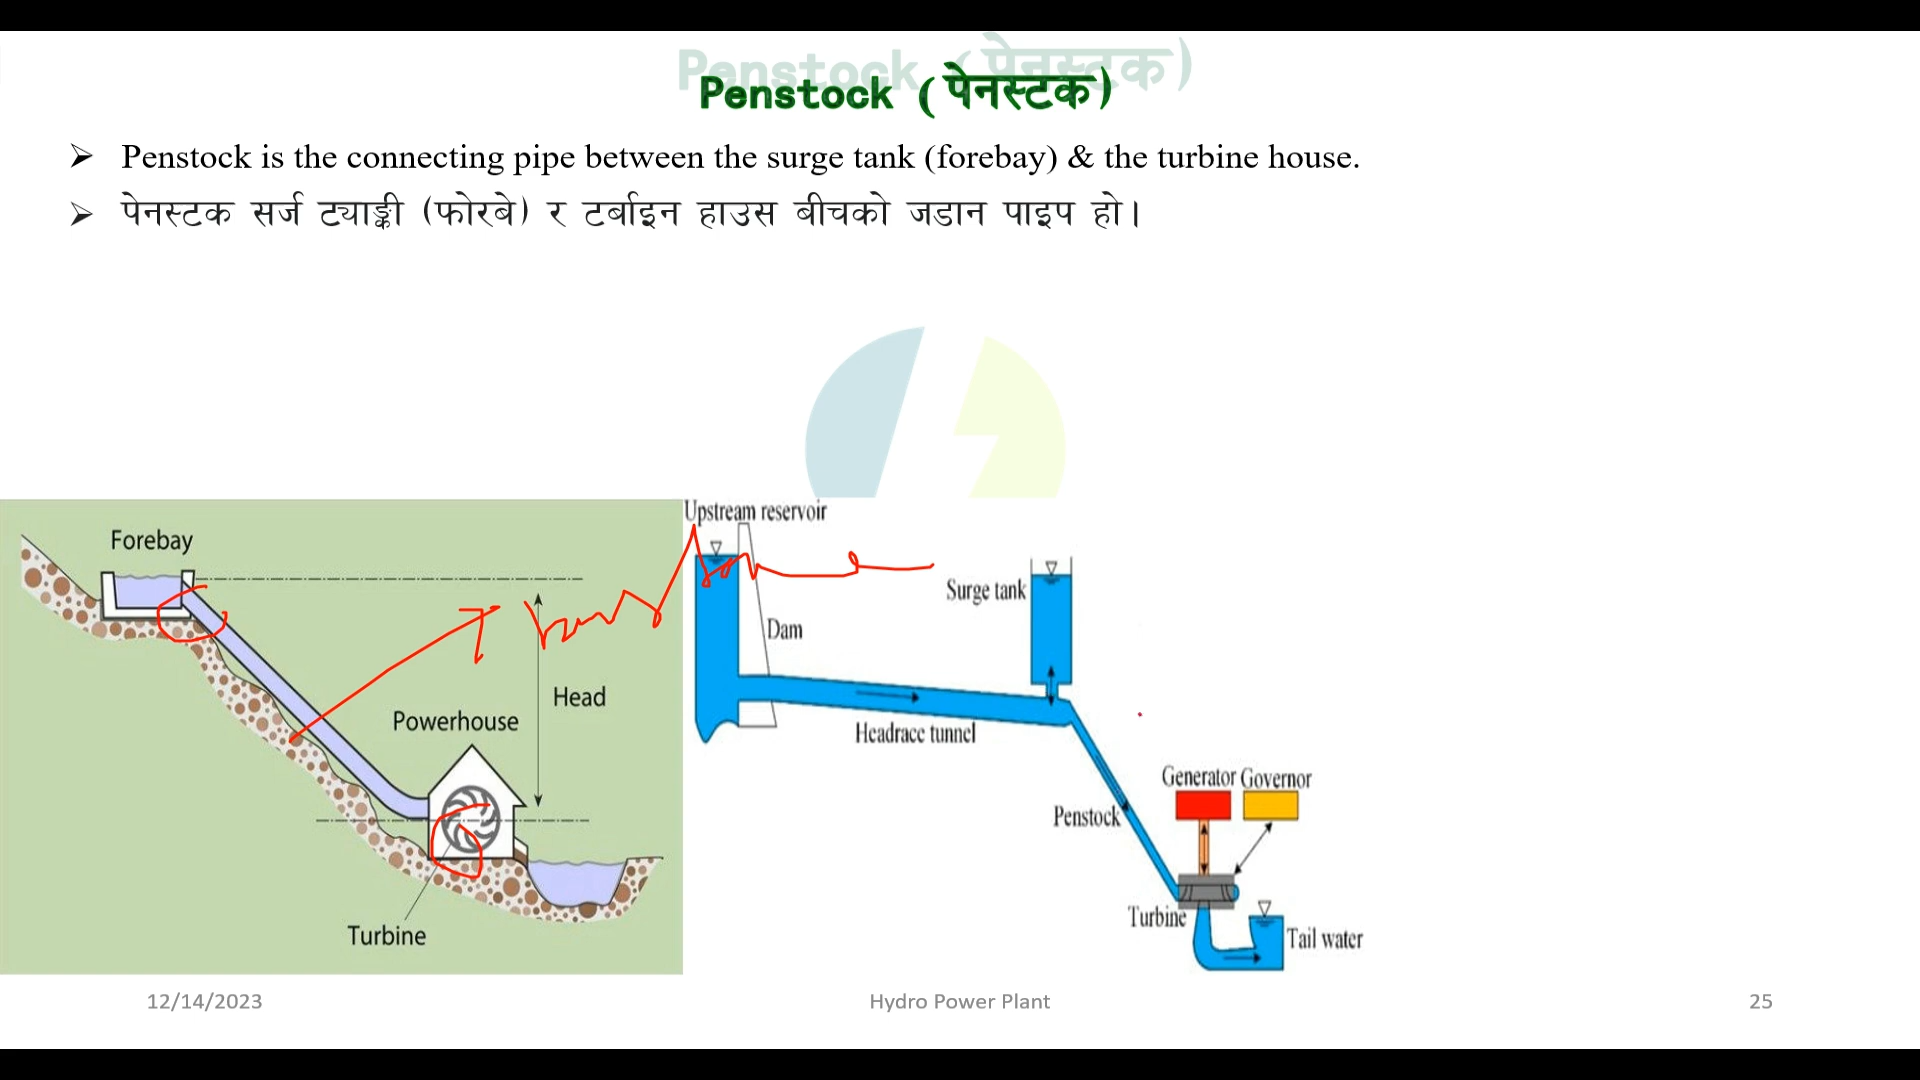 Penstock (पेनस्टक)
Penstock is the connecting pipe between the surge tank (forebay) & the turbine house.
पेनस्टक सर्ज ट्याङ्की (फोरबे) र टर्बाइन हाउस बीचको जडान पाइप हो।
Forebay
Head
Powerhouse
Turbine
Upstream reservoir
Surge tank
Dam
Headrace tunnel
Generator Governor
Penstock
Turbine
Tail water
12/14/2023
Hydro Power Plant
25